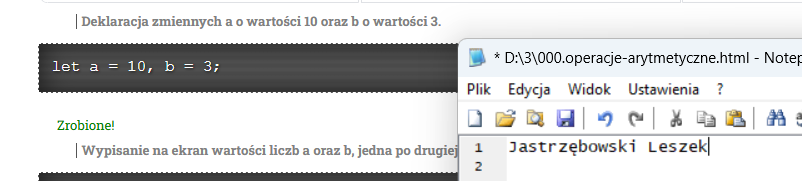 Deklaracja zmiennych a o wartości 10 oraz b o wartości 3.
let a = 10, b = 3;
Zrobione!
Wypisanie na ekran wartości liczb a oraz b, jedna po drugiej
* D:\3\000.operacje-arytmetyczne.html - Notep
Plik Edycja Widok Ustawienia ?
1 Jastrzębowski Leszek
2